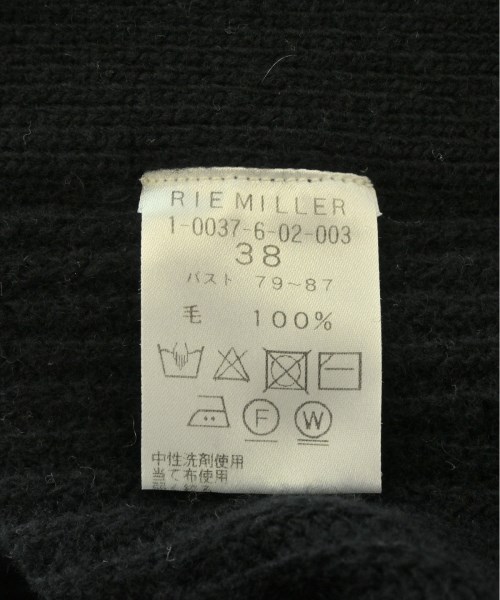 RIE MILLER
1-0037-6-02-003
38
バスト 79~87
毛 100%
F W
中性洗剤使用
当て布使用